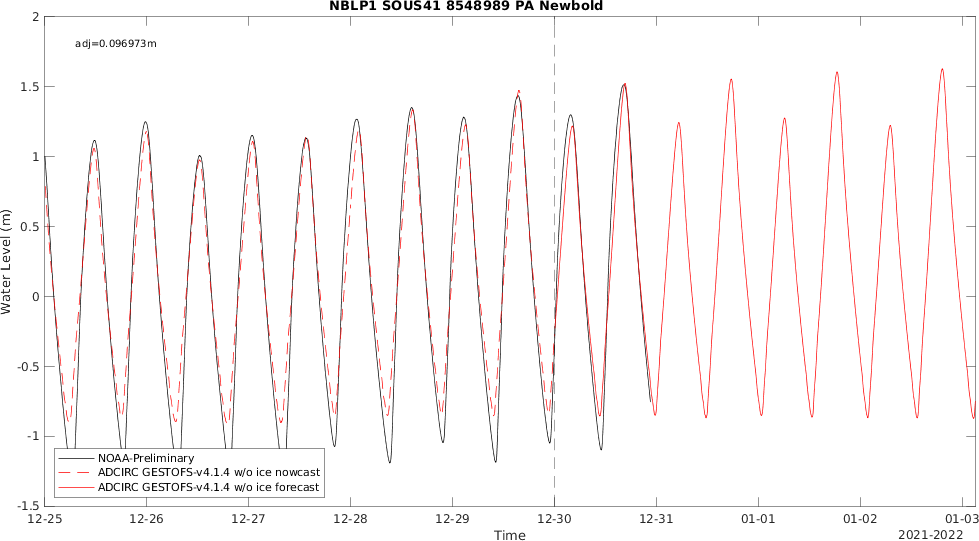 NBLP1 SOUS41 8548989 PA Newbold
adj=0.096973m
Water Level (m)
2
1.5
1
0.5
0
-0.5
-1
-1.5
NOAA-Preliminary
ADCIRC GESTOFS-v4.1.4 w/o ice nowcast
ADCIRC GESTOFS-v4.1.4 w/o ice forecast
12-25 12-26 12-27 12-28 12-29 12-30 12-31 01-01 01-02 01-03
Time
2021-2022